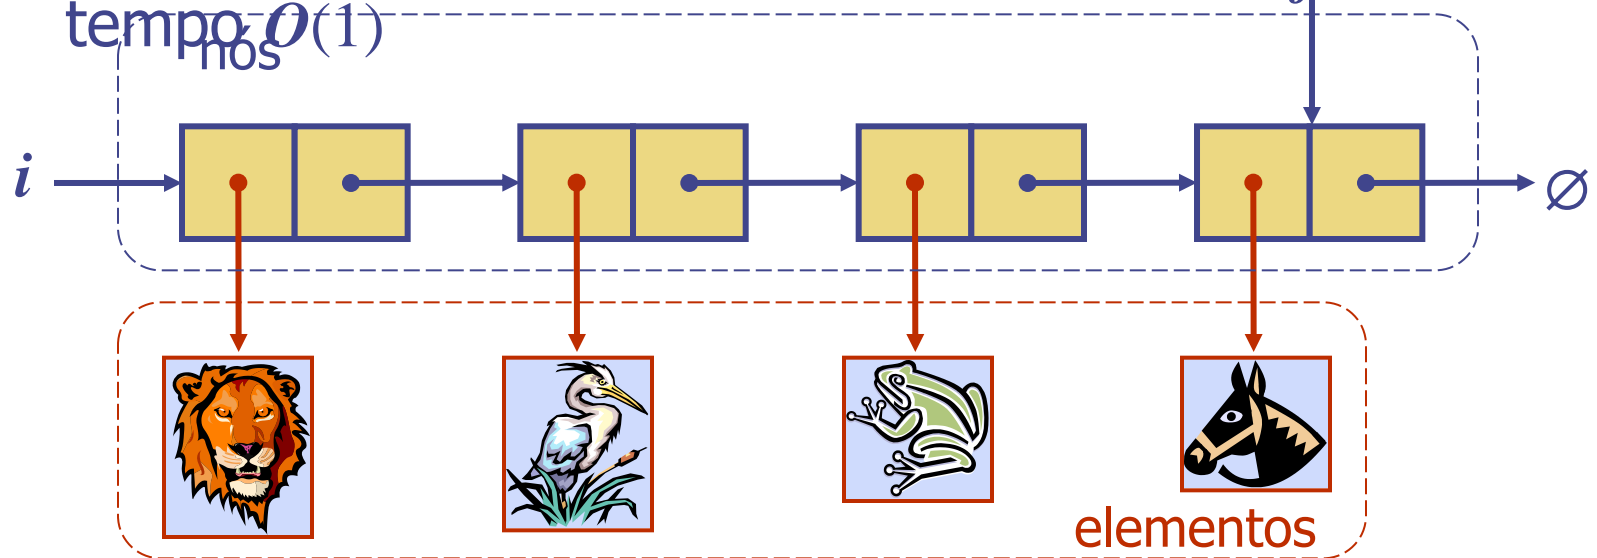 tempo O(1)
nós
i
∅
elementos